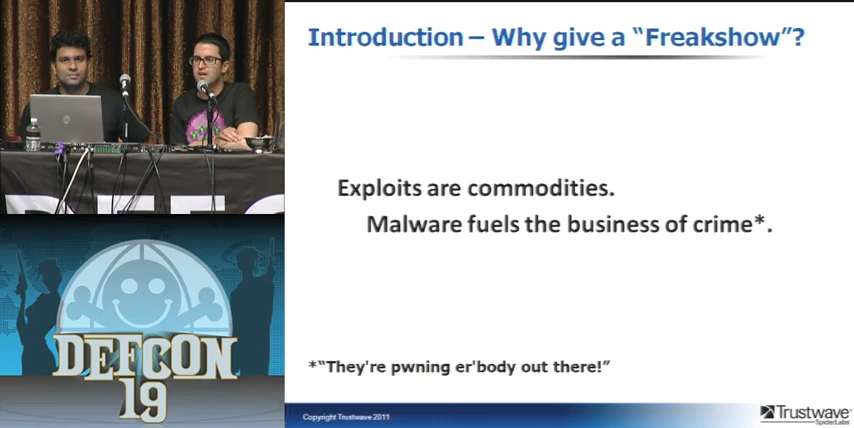 Introduction – Why give a “Freakshow”?
Exploits are commodities.
Malware fuels the business of crime*.
*“They're pwning er'body out there!”
Copyright Trustwave 2011
Trustwave®
SpiderLabs®
DEFCON
19